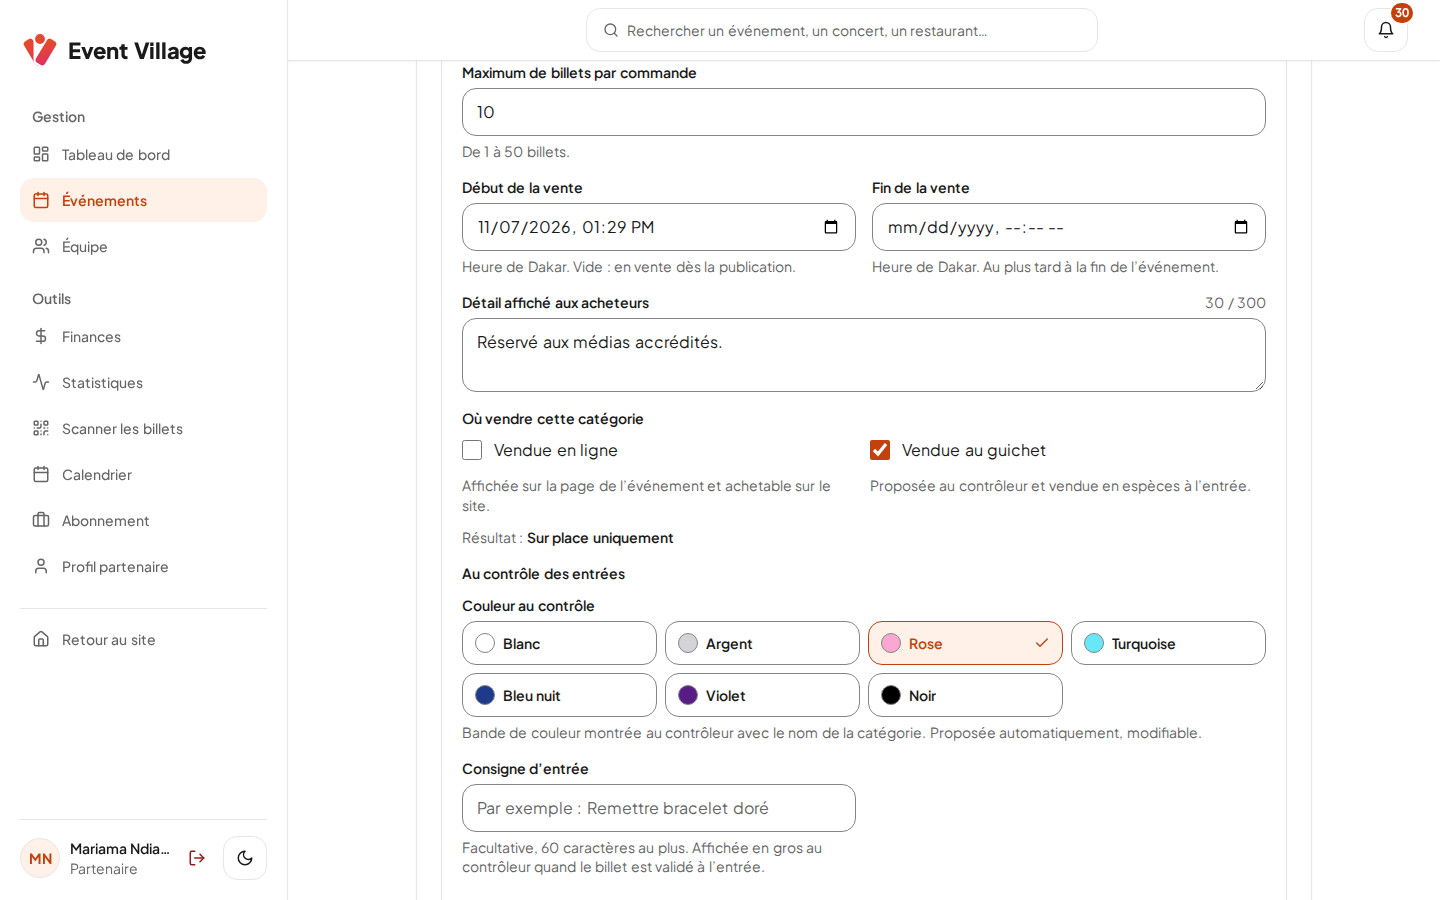 Event Village
Rechercher un événement, un concert, un restaurant…
30
Gestion
Tableau de bord
Événements
Équipe
Outils
Finances
Statistiques
Scanner les billets
Calendrier
Abonnement
Profil partenaire
Retour au site
MN
Mariama Ndia…
Partenaire
Maximum de billets par commande
10
De 1 à 50 billets.
Début de la vente
Fin de la vente
11/07/2026, 01:29 PM
mm/dd/yyyy, --:-- --
Heure de Dakar. Vide : en vente dès la publication.
Heure de Dakar. Au plus tard à la fin de l’événement.
Détail affiché aux acheteurs
30 / 300
Réservé aux médias accrédités.
Où vendre cette catégorie
Vendue en ligne
Vendue au guichet
Affichée sur la page de l’événement et achetable sur le
site.
Proposée au contrôleur et vendue en espèces à l’entrée.
Résultat : Sur place uniquement
Au contrôle des entrées
Couleur au contrôle
Blanc
Argent
Rose
Turquoise
Bleu nuit
Violet
Noir
Bande de couleur montrée au contrôleur avec le nom de la catégorie. Proposée automatiquement, modifiable.
Consigne d’entrée
Par exemple : Remettre bracelet doré
Facultative, 60 caractères au plus. Affichée en gros au
contrôleur quand le billet est validé à l’entrée.